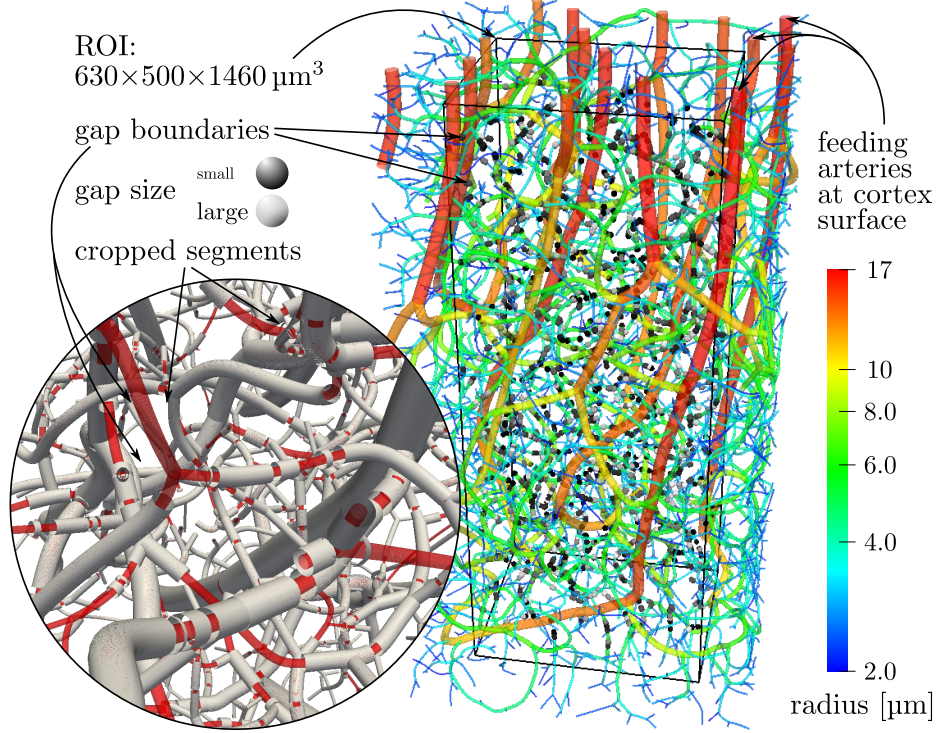 ROI:
630×500×1460 μm³
gap boundaries
gap size
small
large
cropped segments
feeding
arteries
at cortex
surface
17
10
8.0
6.0
4.0
2.0
radius [μm]